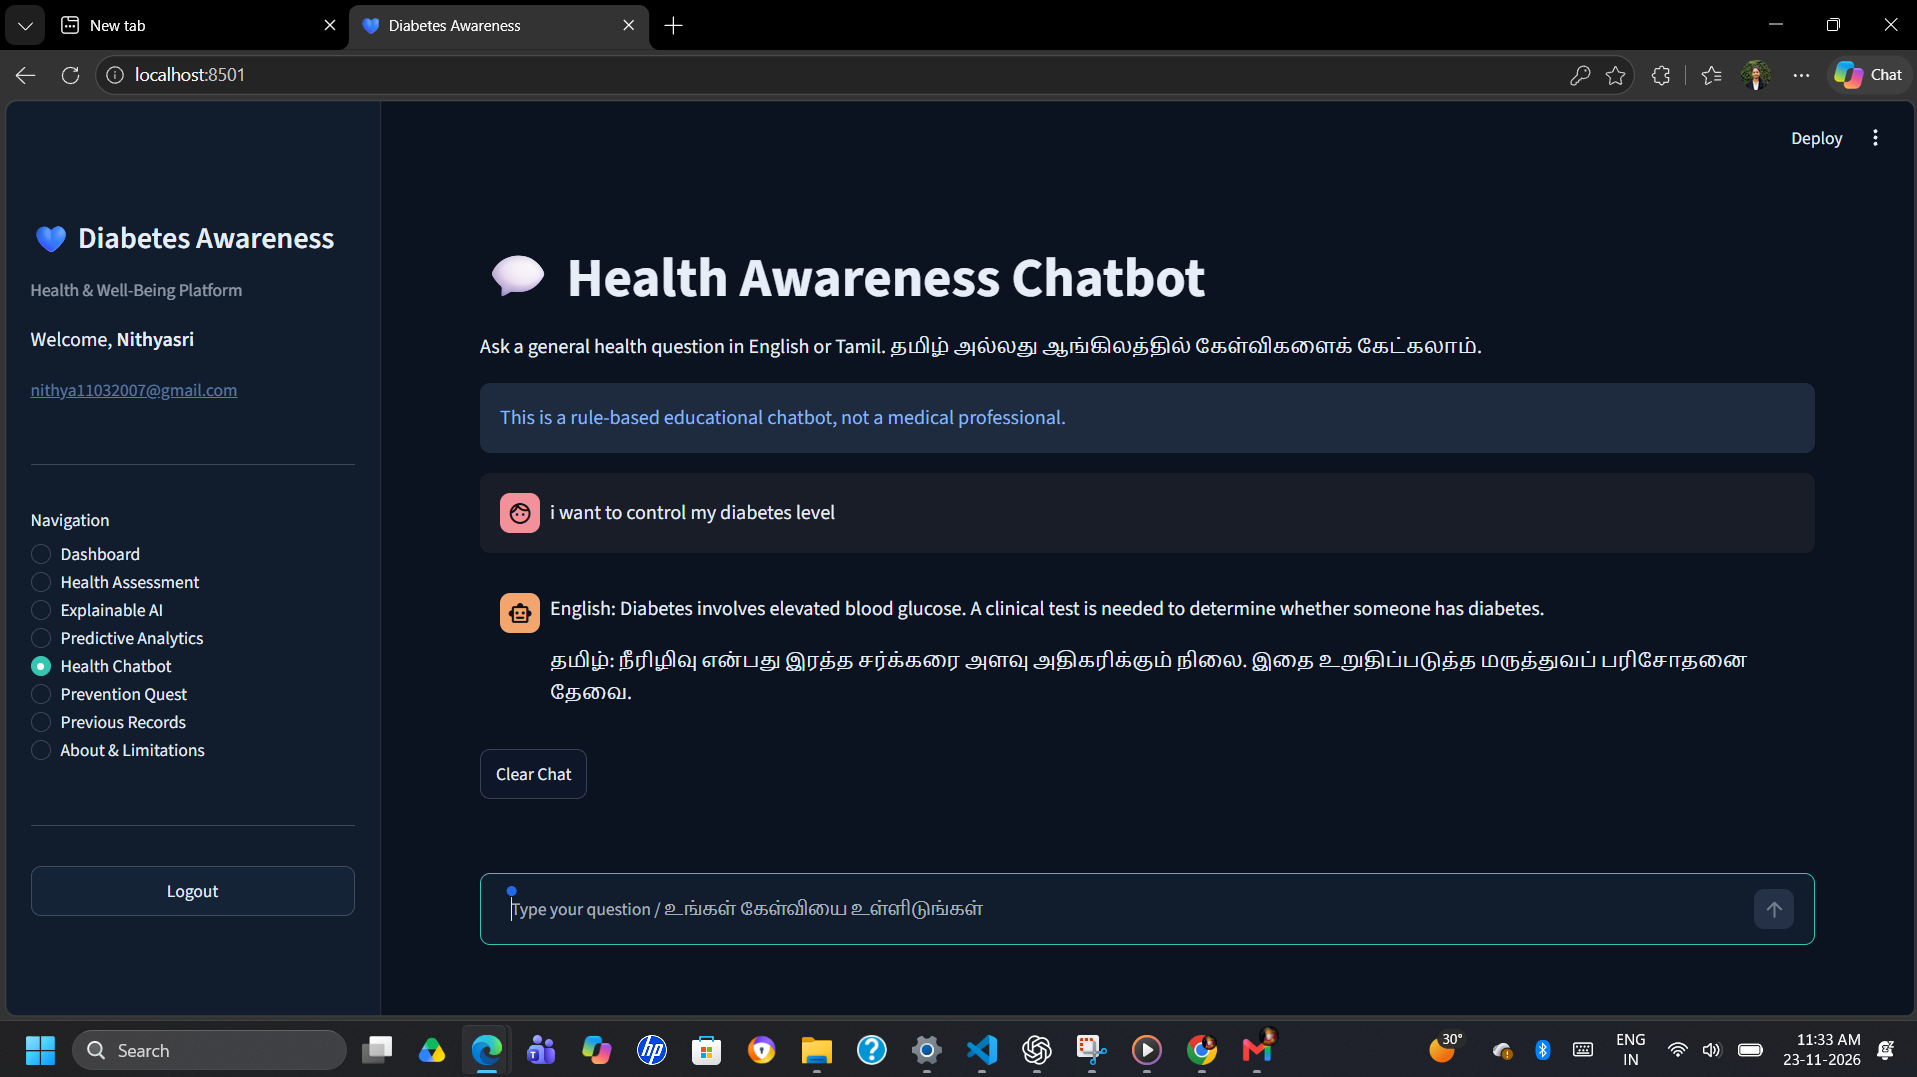 New tab
Diabetes Awareness
localhost:8501
Chat
Deploy
Diabetes Awareness
Health & Well-Being Platform
Welcome, Nithyasri
nithya11032007@gmail.com
Navigation
Dashboard
Health Assessment
Explainable AI
Predictive Analytics
Health Chatbot
Prevention Quest
Previous Records
About & Limitations
Logout
Health Awareness Chatbot
Ask a general health question in English or Tamil. தமிழ் அல்லது ஆங்கிலத்தில் கேள்விகளைக் கேட்கலாம்.
This is a rule-based educational chatbot, not a medical professional.
i want to control my diabetes level
English: Diabetes involves elevated blood glucose. A clinical test is needed to determine whether someone has diabetes.
தமிழ்: நீரிழிவு என்பது இரத்த சர்க்கரை அளவு அதிகரிக்கும் நிலை. இதை உறுதிப்படுத்த மருத்துவப் பரிசோதனை
தேவை.
Clear Chat
Type your question / உங்கள் கேள்வியை உள்ளிடுங்கள்
Search
hp
30°
ENG
IN
11:33 AM
23-11-2026